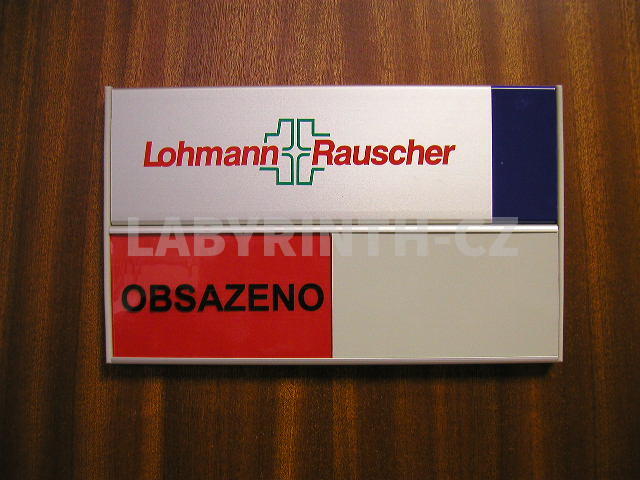 Lohmann Rauscher
LABYRINTH-CZ
OBSAZENO